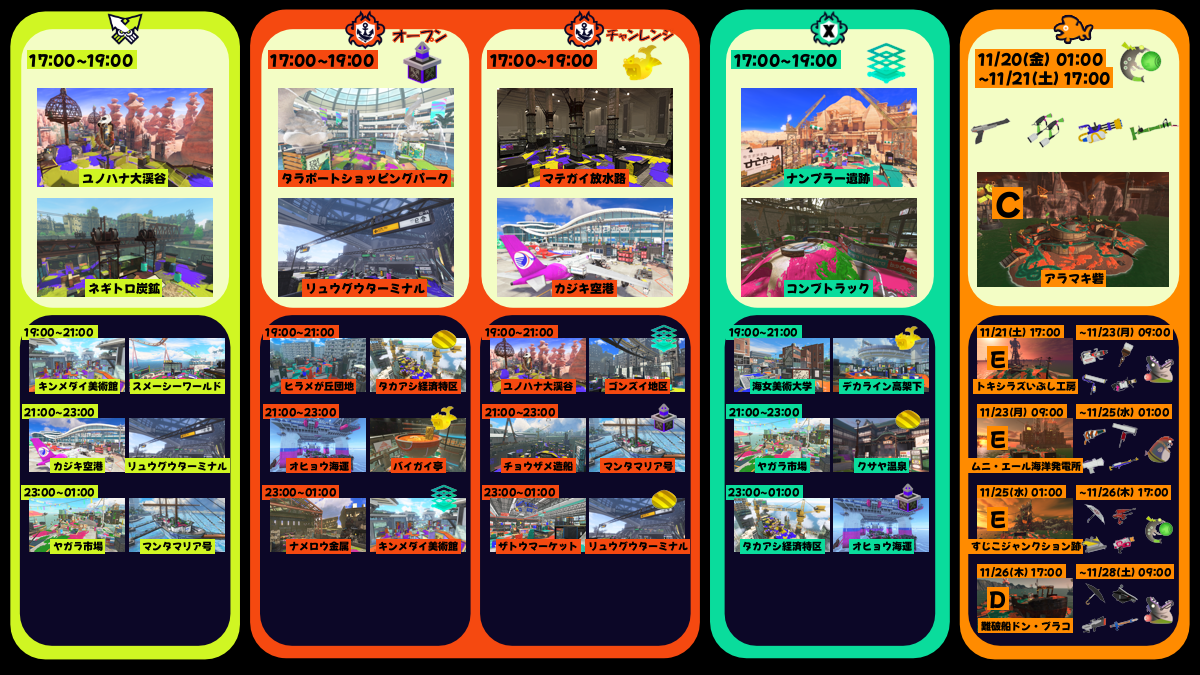 17:00~19:00
ユノハナ大渓谷
ネギトロ炭鉱
19:00~21:00
キンメダイ美術館
スメーシーワールド
21:00~23:00
カジキ空港
リュウグウターミナル
23:00~01:00
ヤガラ市場
マンタマリア号
オープン
17:00~19:00
タラポートショッピングパーク
リュウグウターミナル
19:00~21:00
ヒラメが丘団地
タカアシ経済特区
21:00~23:00
オヒョウ海運
バイガイ亭
23:00~01:00
ナメロウ金属
キンメダイ美術館
チャレンジ
17:00~19:00
マテガイ放水路
カジキ空港
19:00~21:00
ユノハナ大渓谷
ゴンズイ地区
21:00~23:00
チョウザメ造船
マンタマリア号
23:00~01:00
ザトウマーケット
リュウグウターミナル
X
17:00~19:00
ナンプラー遺跡
コンブトラック
19:00~21:00
海女美術大学
デカライン高架下
21:00~23:00
ヤガラ市場
クサヤ温泉
23:00~01:00
タカアシ経済特区
オヒョウ海運
11/20(金) 01:00
~11/21(土) 17:00
C
アラマキ砦
11/21(土) 17:00 ~11/23(月) 09:00
E
トキシラズいぶし工房
11/23(月) 09:00 ~11/25(水) 01:00
E
ムニ・エール海洋発電所
11/25(水) 01:00 ~11/26(木) 17:00
E
すじこジャンクション跡
11/26(木) 17:00 ~11/28(土) 09:00
D
難破船ドン・ブラコ